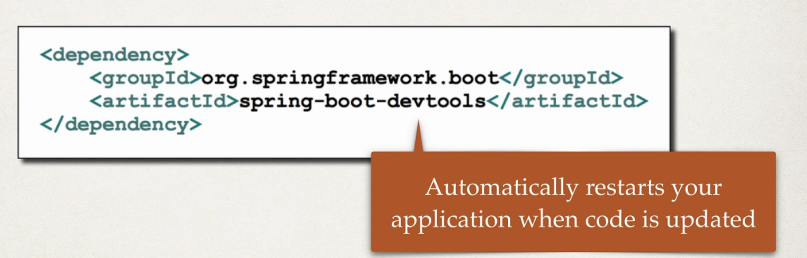 <dependency>
<groupId>org.springframework.boot</groupId>
<artifactId>spring-boot-devtools</artifactId>
</dependency>
Automatically restarts your
application when code is updated